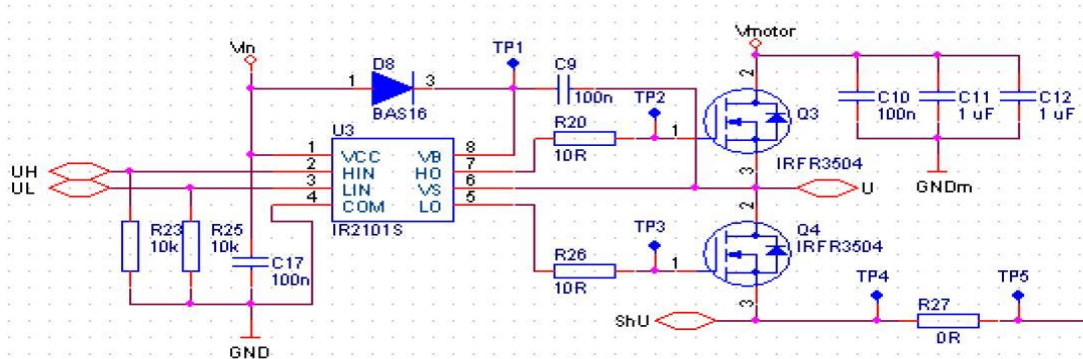 Vin
D8
1
3
BAS16
TP1
C9
100n
Vmotor
2
C10
100n
C11
1 uF
C12
1 uF
Q3
IRFR3504
GNDm
U3
1
2
3
4
VCC
HIN
LIN
COM
VB
HO
VS
LO
8
7
6
5
IR2101S
R20
10R
TP2
1
3
UH
UL
U
R23
10k
R25
10k
C17
100n
GND
R26
10R
TP3
1
2
Q4
IRFR3504
3
ShU
TP4
R27
0R
TP5